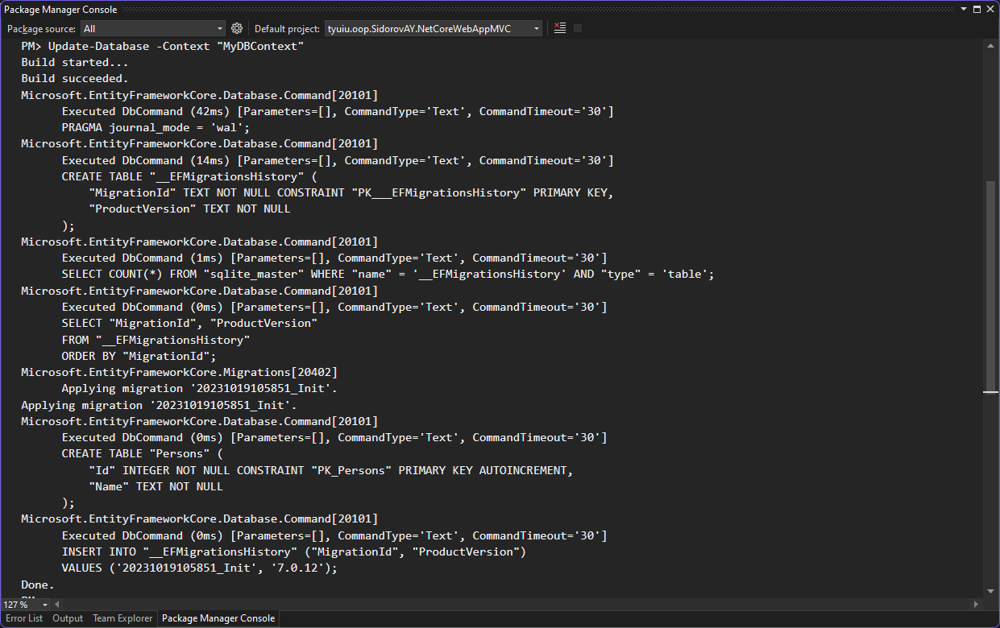 Package Manager Console
Package source: All Default project: tyuiu.oop.SidorovAY.NetCoreWebAppMVC
PM> Update-Database -Context "MyDBContext"
Build started...
Build succeeded.
Microsoft.EntityFrameworkCore.Database.Command[20101]
      Executed DbCommand (42ms) [Parameters=[], CommandType='Text', CommandTimeout='30']
      PRAGMA journal_mode = 'wal';
Microsoft.EntityFrameworkCore.Database.Command[20101]
      Executed DbCommand (14ms) [Parameters=[], CommandType='Text', CommandTimeout='30']
      CREATE TABLE "__EFMigrationsHistory" (
          "MigrationId" TEXT NOT NULL CONSTRAINT "PK___EFMigrationsHistory" PRIMARY KEY,
          "ProductVersion" TEXT NOT NULL
      );
Microsoft.EntityFrameworkCore.Database.Command[20101]
      Executed DbCommand (1ms) [Parameters=[], CommandType='Text', CommandTimeout='30']
      SELECT COUNT(*) FROM "sqlite_master" WHERE "name" = '__EFMigrationsHistory' AND "type" = 'table';
Microsoft.EntityFrameworkCore.Database.Command[20101]
      Executed DbCommand (0ms) [Parameters=[], CommandType='Text', CommandTimeout='30']
      SELECT "MigrationId", "ProductVersion"
      FROM "__EFMigrationsHistory"
      ORDER BY "MigrationId";
Microsoft.EntityFrameworkCore.Migrations[20402]
      Applying migration '20231019105851_Init'.
Applying migration '20231019105851_Init'.
Microsoft.EntityFrameworkCore.Database.Command[20101]
      Executed DbCommand (0ms) [Parameters=[], CommandType='Text', CommandTimeout='30']
      CREATE TABLE "Persons" (
          "Id" INTEGER NOT NULL CONSTRAINT "PK_Persons" PRIMARY KEY AUTOINCREMENT,
          "Name" TEXT NOT NULL
      );
Microsoft.EntityFrameworkCore.Database.Command[20101]
      Executed DbCommand (0ms) [Parameters=[], CommandType='Text', CommandTimeout='30']
      INSERT INTO "__EFMigrationsHistory" ("MigrationId", "ProductVersion")
      VALUES ('20231019105851_Init', '7.0.12');
Done.
127 %
Error List Output Team Explorer Package Manager Console